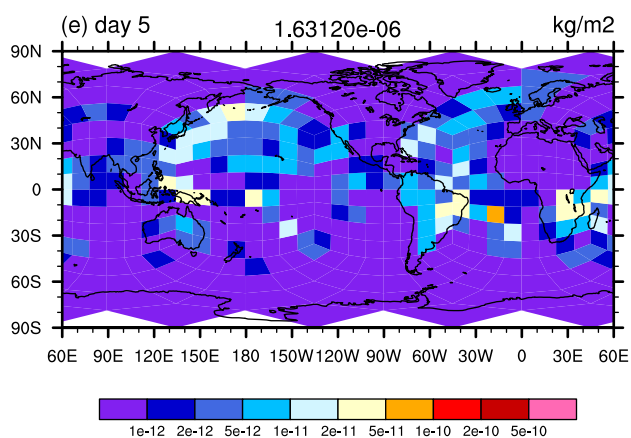 (e) day 5 1.63120e-06 kg/m2
90N
60N
30N
0
30S
60S
90S
60E 90E 120E 150E 180 150W 120W 90W 60W 30W 0 30E 60E
1e-12 2e-12 5e-12 1e-11 2e-11 5e-11 1e-10 2e-10 5e-10